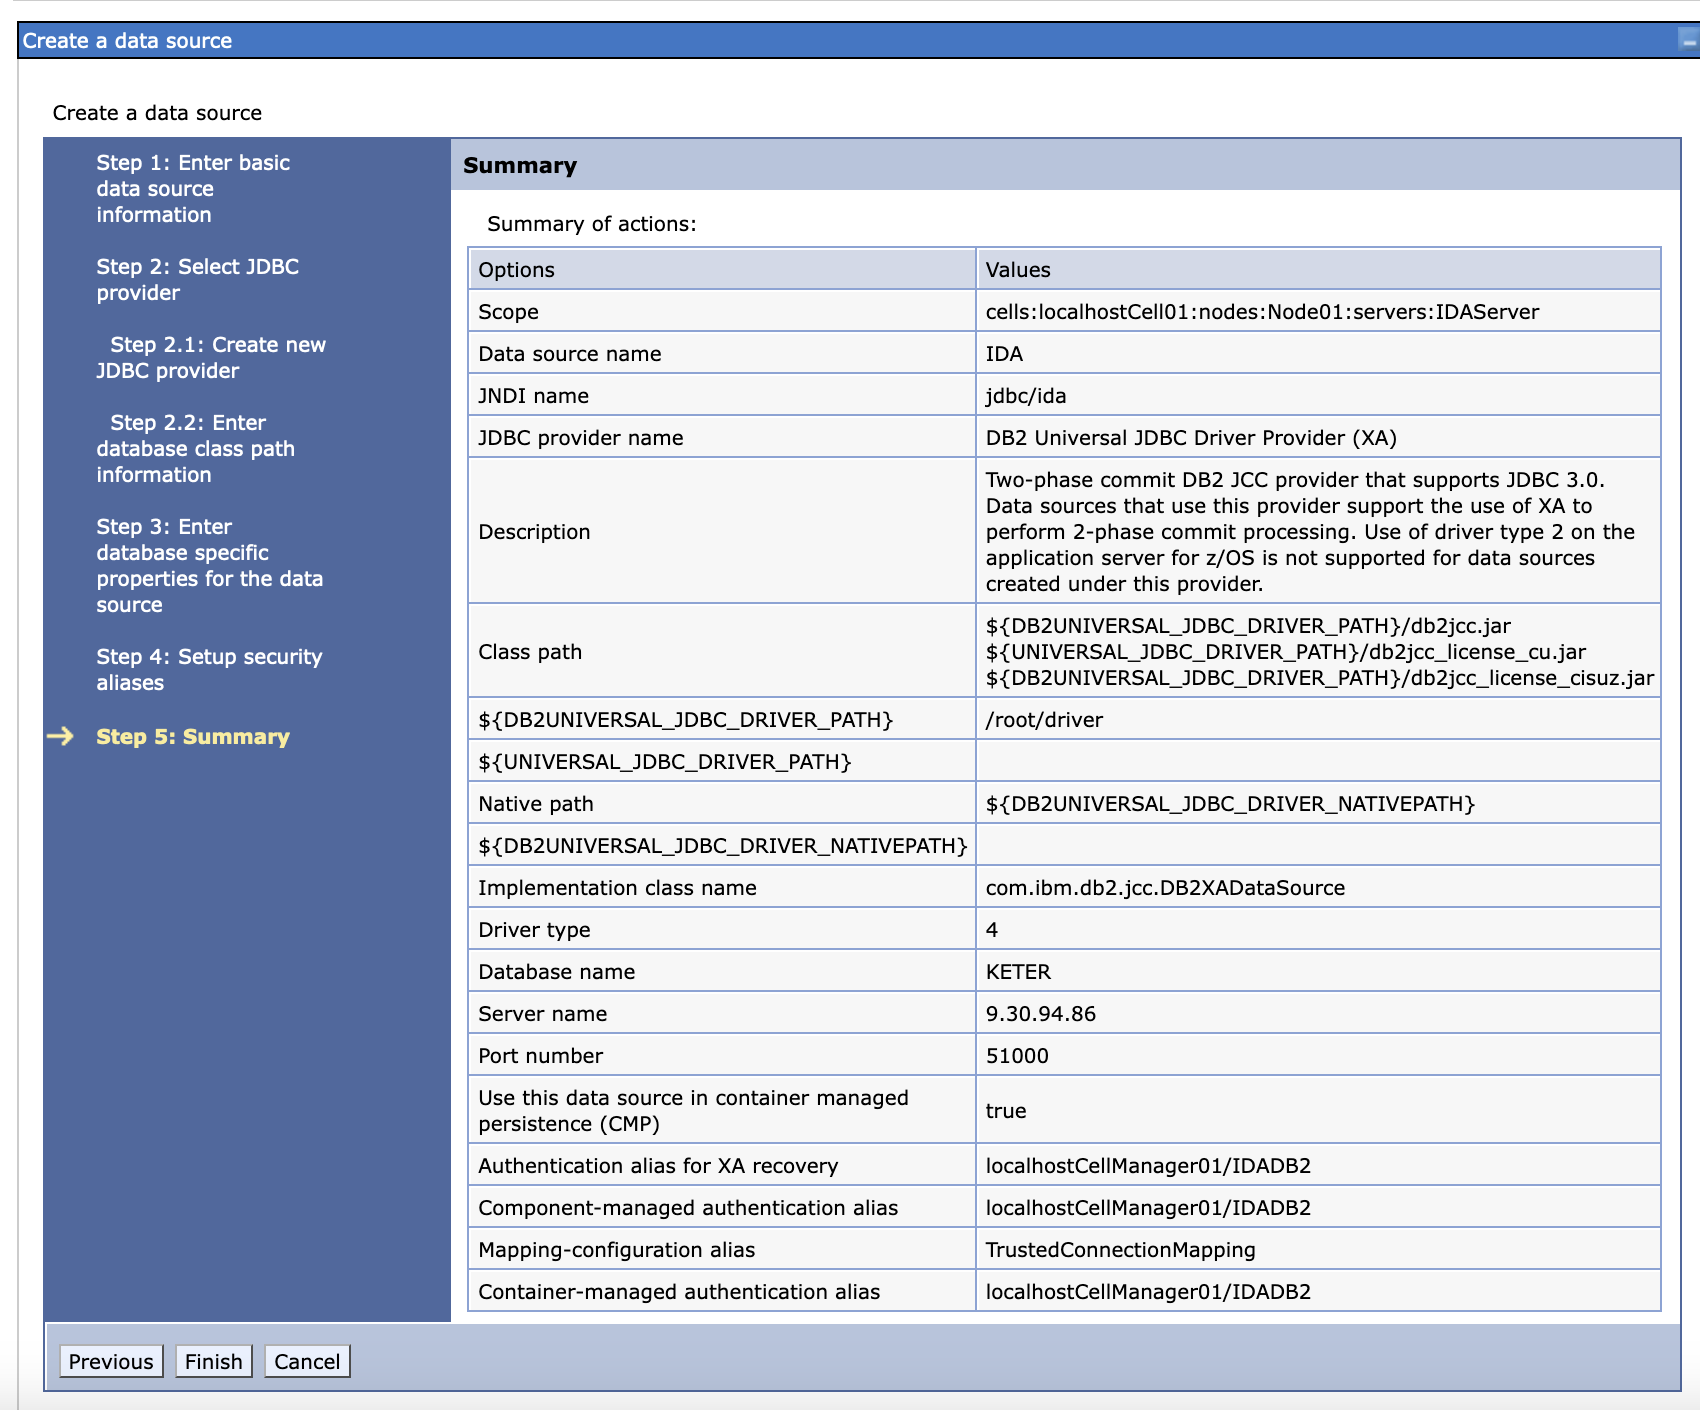 Create a data source
Create a data source
Step 1: Enter basic
data source
information
Step 2: Select JDBC
provider
Step 2.1: Create new
JDBC provider
Step 2.2: Enter
database class path
information
Step 3: Enter
database specific
properties for the data
source
Step 4: Setup security
aliases
Step 5: Summary
Summary
Summary of actions:
Options Values
Scope cells:localhostCell01:nodes:Node01:servers:IDAServer
Data source name IDA
JNDI name jdbc/ida
JDBC provider name DB2 Universal JDBC Driver Provider (XA)
Description
Two-phase commit DB2 JCC provider that supports JDBC 3.0.
Data sources that use this provider support the use of XA to
perform 2-phase commit processing. Use of driver type 2 on the
application server for z/OS is not supported for data sources
created under this provider.
Class path
${DB2UNIVERSAL_JDBC_DRIVER_PATH}/db2jcc.jar
${UNIVERSAL_JDBC_DRIVER_PATH}/db2jcc_license_cu.jar
${DB2UNIVERSAL_JDBC_DRIVER_PATH}/db2jcc_license_cisuz.jar
${DB2UNIVERSAL_JDBC_DRIVER_PATH} /root/driver
${UNIVERSAL_JDBC_DRIVER_PATH}
Native path ${DB2UNIVERSAL_JDBC_DRIVER_NATIVEPATH}
${DB2UNIVERSAL_JDBC_DRIVER_NATIVEPATH}
Implementation class name com.ibm.db2.jcc.DB2XADataSource
Driver type 4
Database name KETER
Server name 9.30.94.86
Port number 51000
Use this data source in container managed
persistence (CMP)
true
Authentication alias for XA recovery localhostCellManager01/IDADB2
Component-managed authentication alias localhostCellManager01/IDADB2
Mapping-configuration alias TrustedConnectionMapping
Container-managed authentication alias localhostCellManager01/IDADB2
Previous Finish Cancel